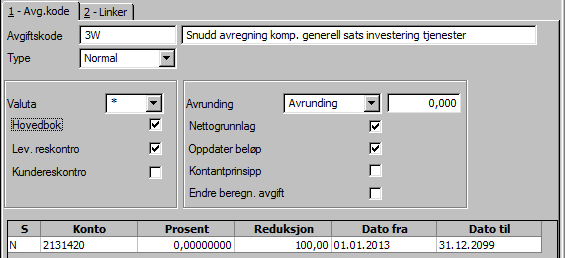 1 - Avg.kode 2 - Linker
Avgiftskode 3W Snudd avregning komp. generell sats investering tjenester
Type Normal
Valuta * Avrunding Avrunding 0,000
Hovedbok Nettogrunnlag
Lev. reskontro Oppdater beløp
Kundereskontro Kontantprinsipp
Endre beregn. avgift
S Konto Prosent Reduksjon Dato fra Dato til
N 2131420 0,00000000 100,00 01.01.2013 31.12.2099